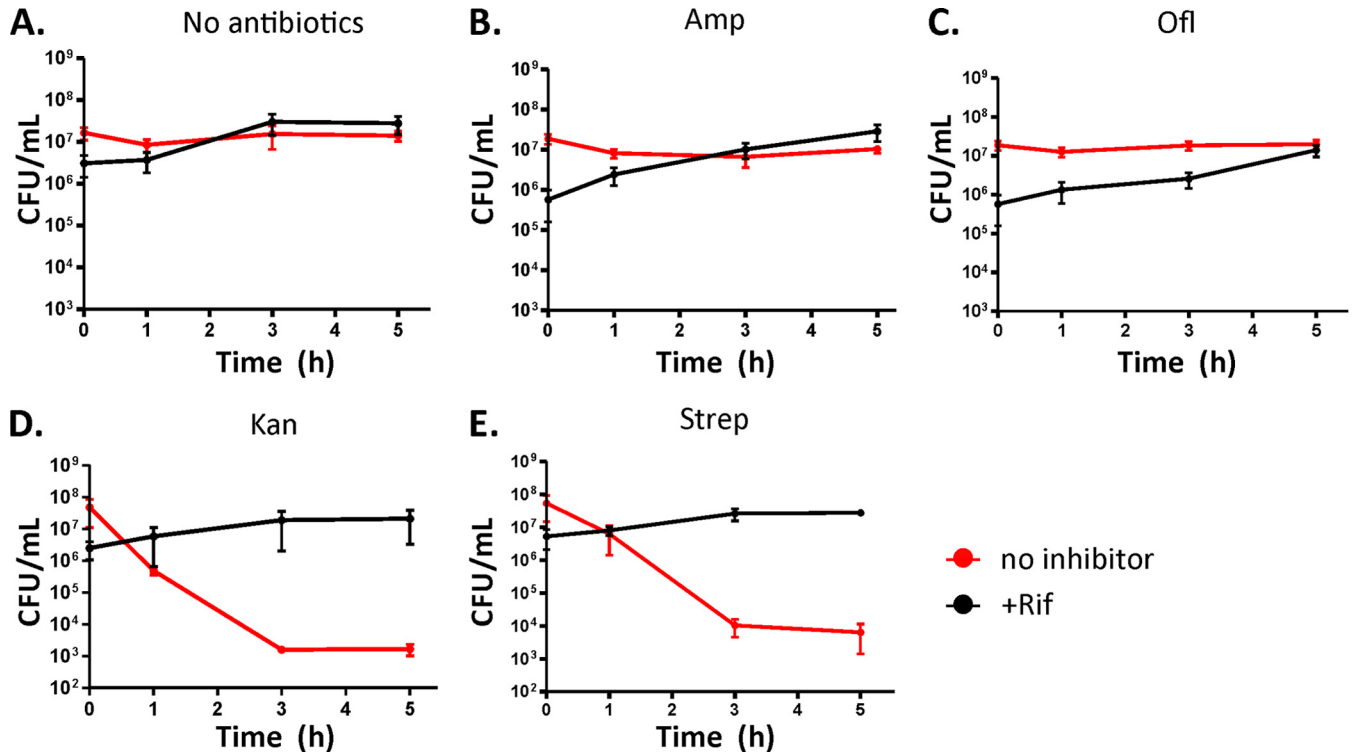 A.
No antibiotics
CFU/mL
10⁹
10⁸
10⁷
10⁶
10⁵
10⁴
10³
0 1 2 3 4 5
Time (h)
B.
Amp
CFU/mL
10⁹
10⁸
10⁷
10⁶
10⁵
10⁴
10³
0 1 2 3 4 5
Time (h)
C.
Ofl
CFU/mL
10⁹
10⁸
10⁷
10⁶
10⁵
10⁴
10³
0 1 2 3 4 5
Time (h)
D.
Kan
CFU/mL
10⁹
10⁸
10⁷
10⁶
10⁵
10⁴
10³
10²
0 1 2 3 4 5
Time (h)
E.
Strep
CFU/mL
10⁹
10⁸
10⁷
10⁶
10⁵
10⁴
10³
10²
0 1 2 3 4 5
Time (h)
no inhibitor
+Rif